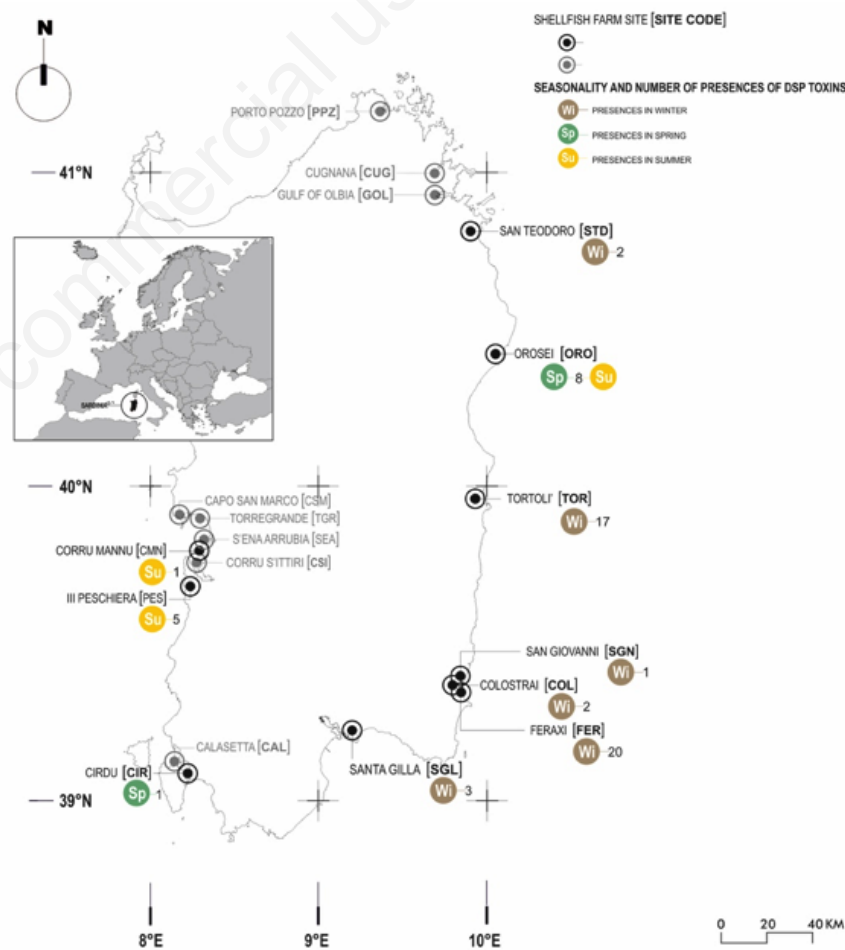 commercial us
N
SHELLFISH FARM SITE [SITE CODE]
SEASONALITY AND NUMBER OF PRESENCES OF DSP TOXINS
Wi PRESENCES IN WINTER
Sp PRESENCES IN SPRING
Su PRESENCES IN SUMMER
PORTO POZZO [PPZ]
41°N
CUGNANA [CUG]
GULF OF OLBIA [GOL]
SAN TEODORO [STD]
Wi 2
OROSEI [ORO]
Sp 8 Su
SARDINIA
40°N
CAPO SAN MARCO [CSM]
TORREGRANDE [TGR]
S'ENA ARRUBIA [SEA]
CORRU MANNU [CMN]
Su 1
CORRU S'ITTIRI [CSI]
III PESCHIERA [PES]
Su 5
TORTOLI' [TOR]
Wi 17
SAN GIOVANNI [SGN]
Wi 1
COLOSTRAI [COL]
Wi 2
FERAXI [FER]
Wi 20
CALASETTA [CAL]
CIRDU [CIR]
Sp 1
SANTA GILLA [SGL]
Wi 3
39°N
8°E 9°E 10°E
0 20 40 KM